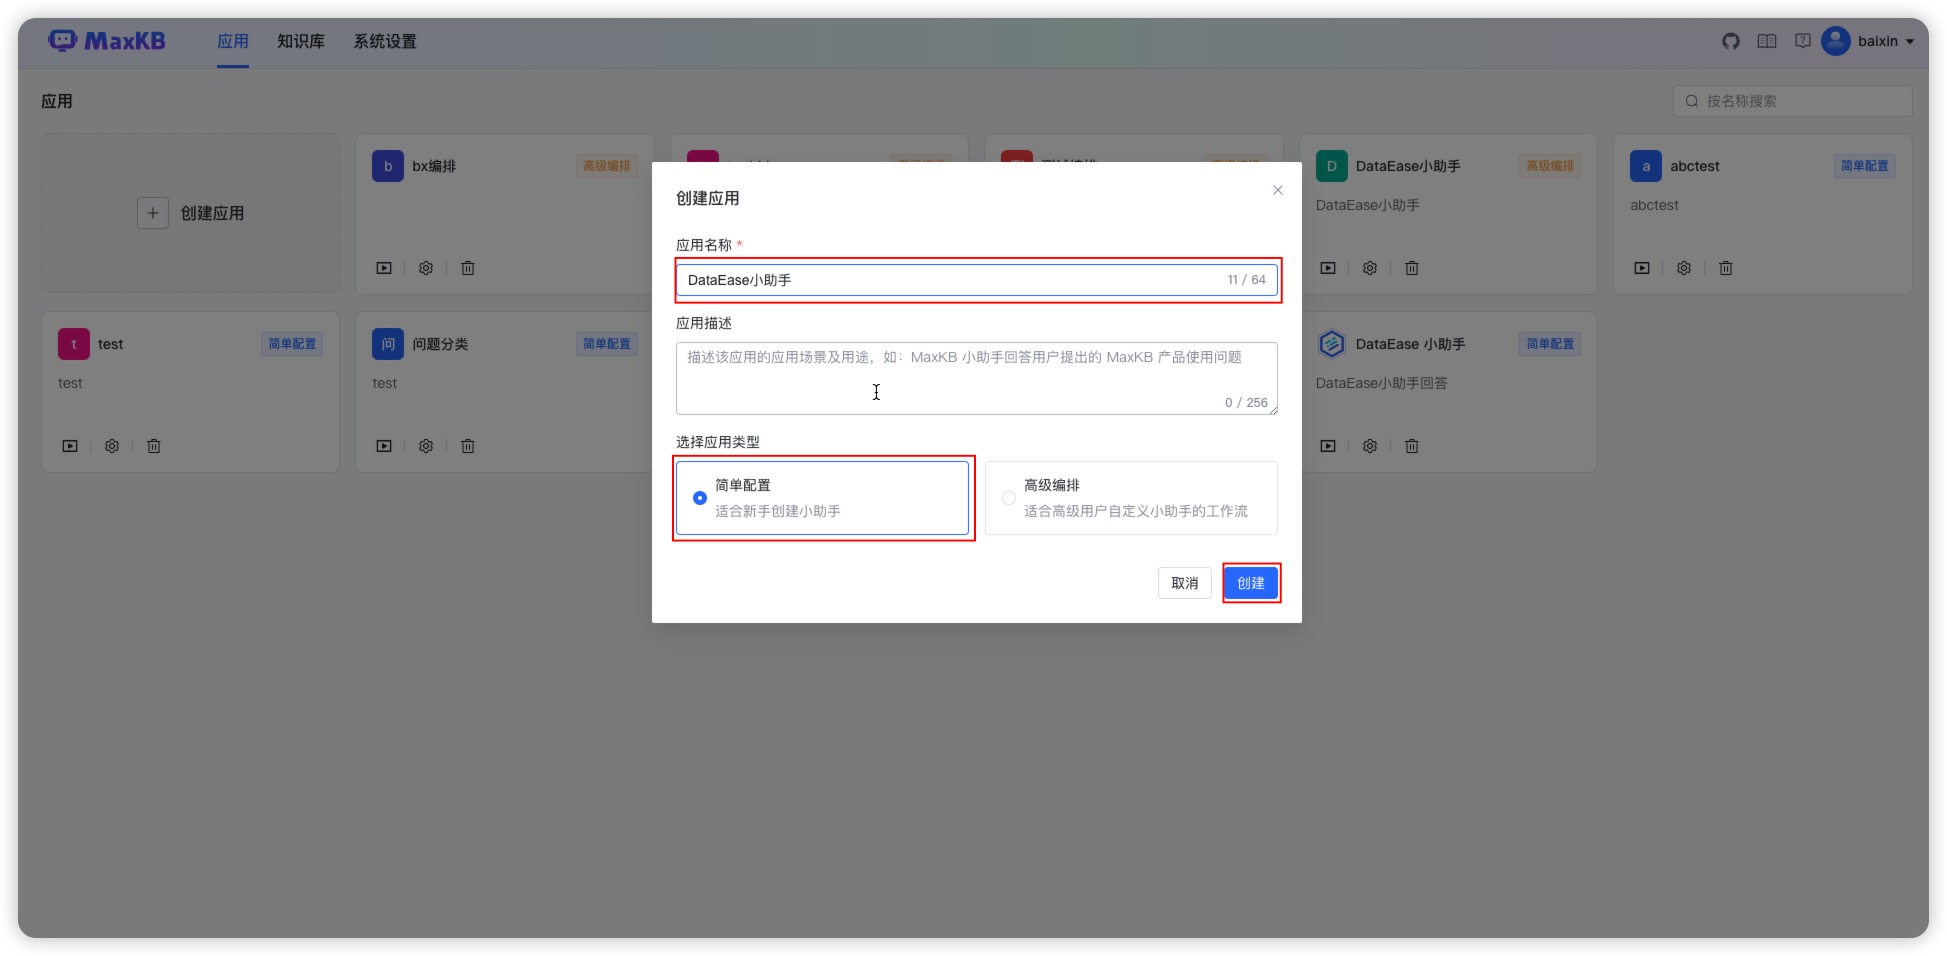 MaxKB 应用 知识库 系统设置 baixin
应用 按名称搜索
创建应用
b bx编排 高级编排
D DataEase小助手 高级编排
DataEase小助手
a abctest 简单配置
abctest
t test 简单配置
test
问 问题分类 简单配置
test
DataEase 小助手 简单配置
DataEase小助手回答
创建应用
应用名称 *
DataEase小助手 11 / 64
应用描述
描述该应用的应用场景及用途，如：MaxKB 小助手回答用户提出的 MaxKB 产品使用问题
0 / 256
选择应用类型
简单配置
适合新手创建小助手
高级编排
适合高级用户自定义小助手的工作流
取消 创建